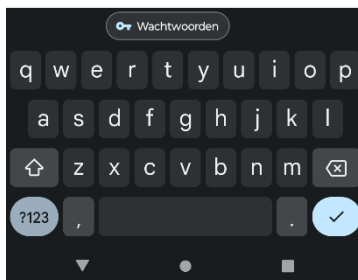 Wachtwoorden
q w e r t y u i o p
a s d f g h j k l
z x c v b n m
?123 , .